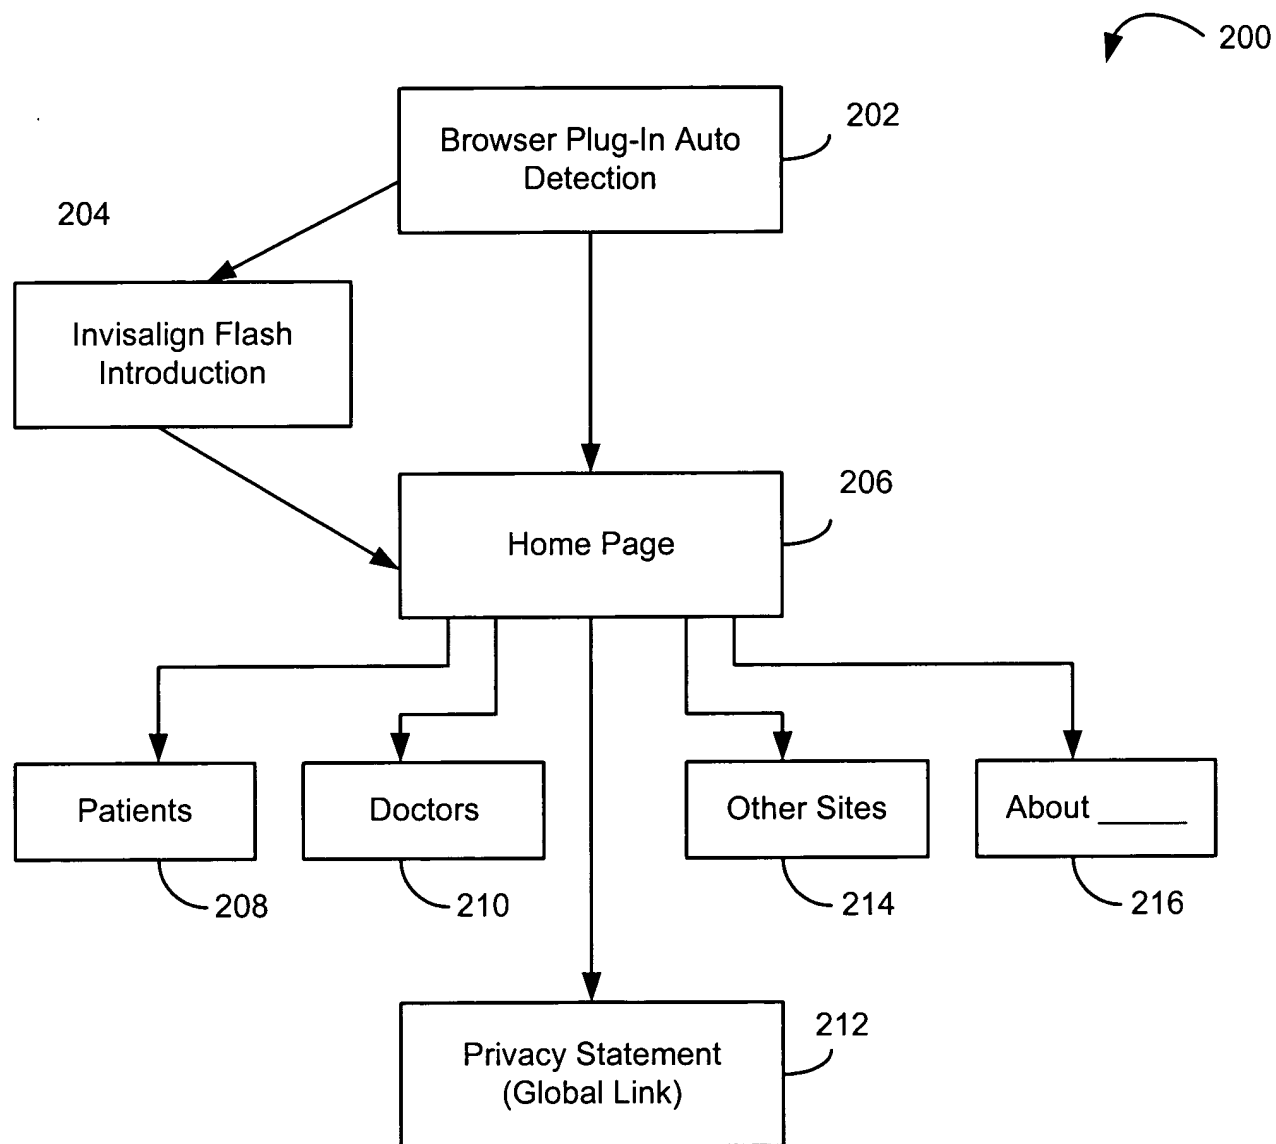 200
202
Browser Plug-In Auto
Detection
204
Invisalign Flash
Introduction
206
Home Page
Patients
Doctors
Other Sites
About _____
208
210
214
216
212
Privacy Statement
(Global Link)